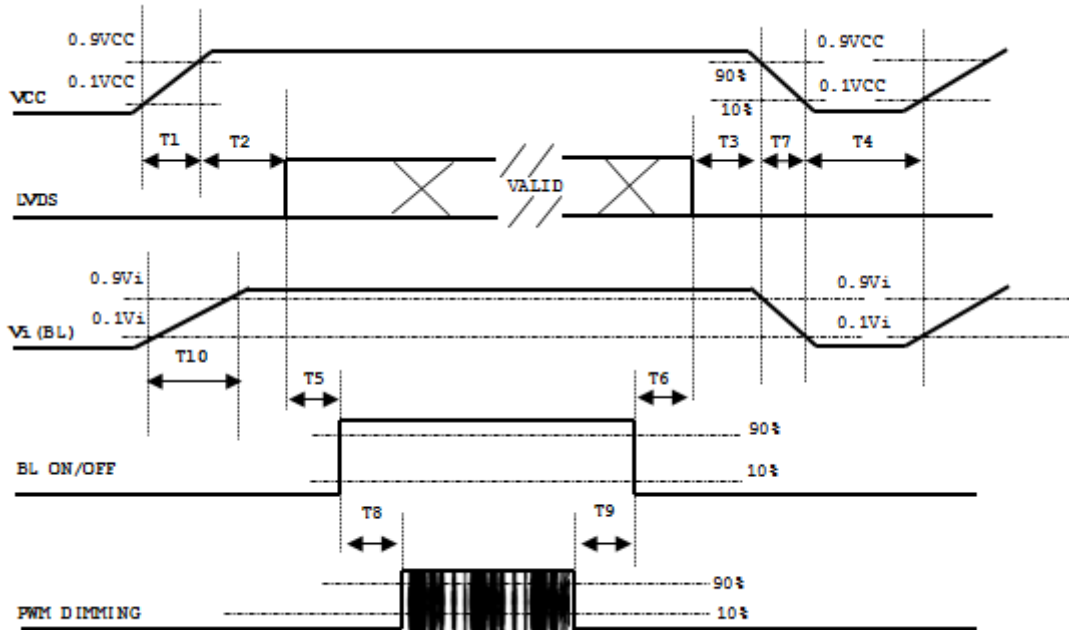 0.9VCC
0.9VCC
90%
0.1VCC
0.1VCC
VCC
10%
T1
T2
T3
T7
T4
VALID
LVDS
0.9Vi
0.9Vi
0.1Vi
0.1Vi
Vi(BL)
T10
T5
T6
90%
BL ON/OFF
10%
T8
T9
90%
PWM DIMMING
10%